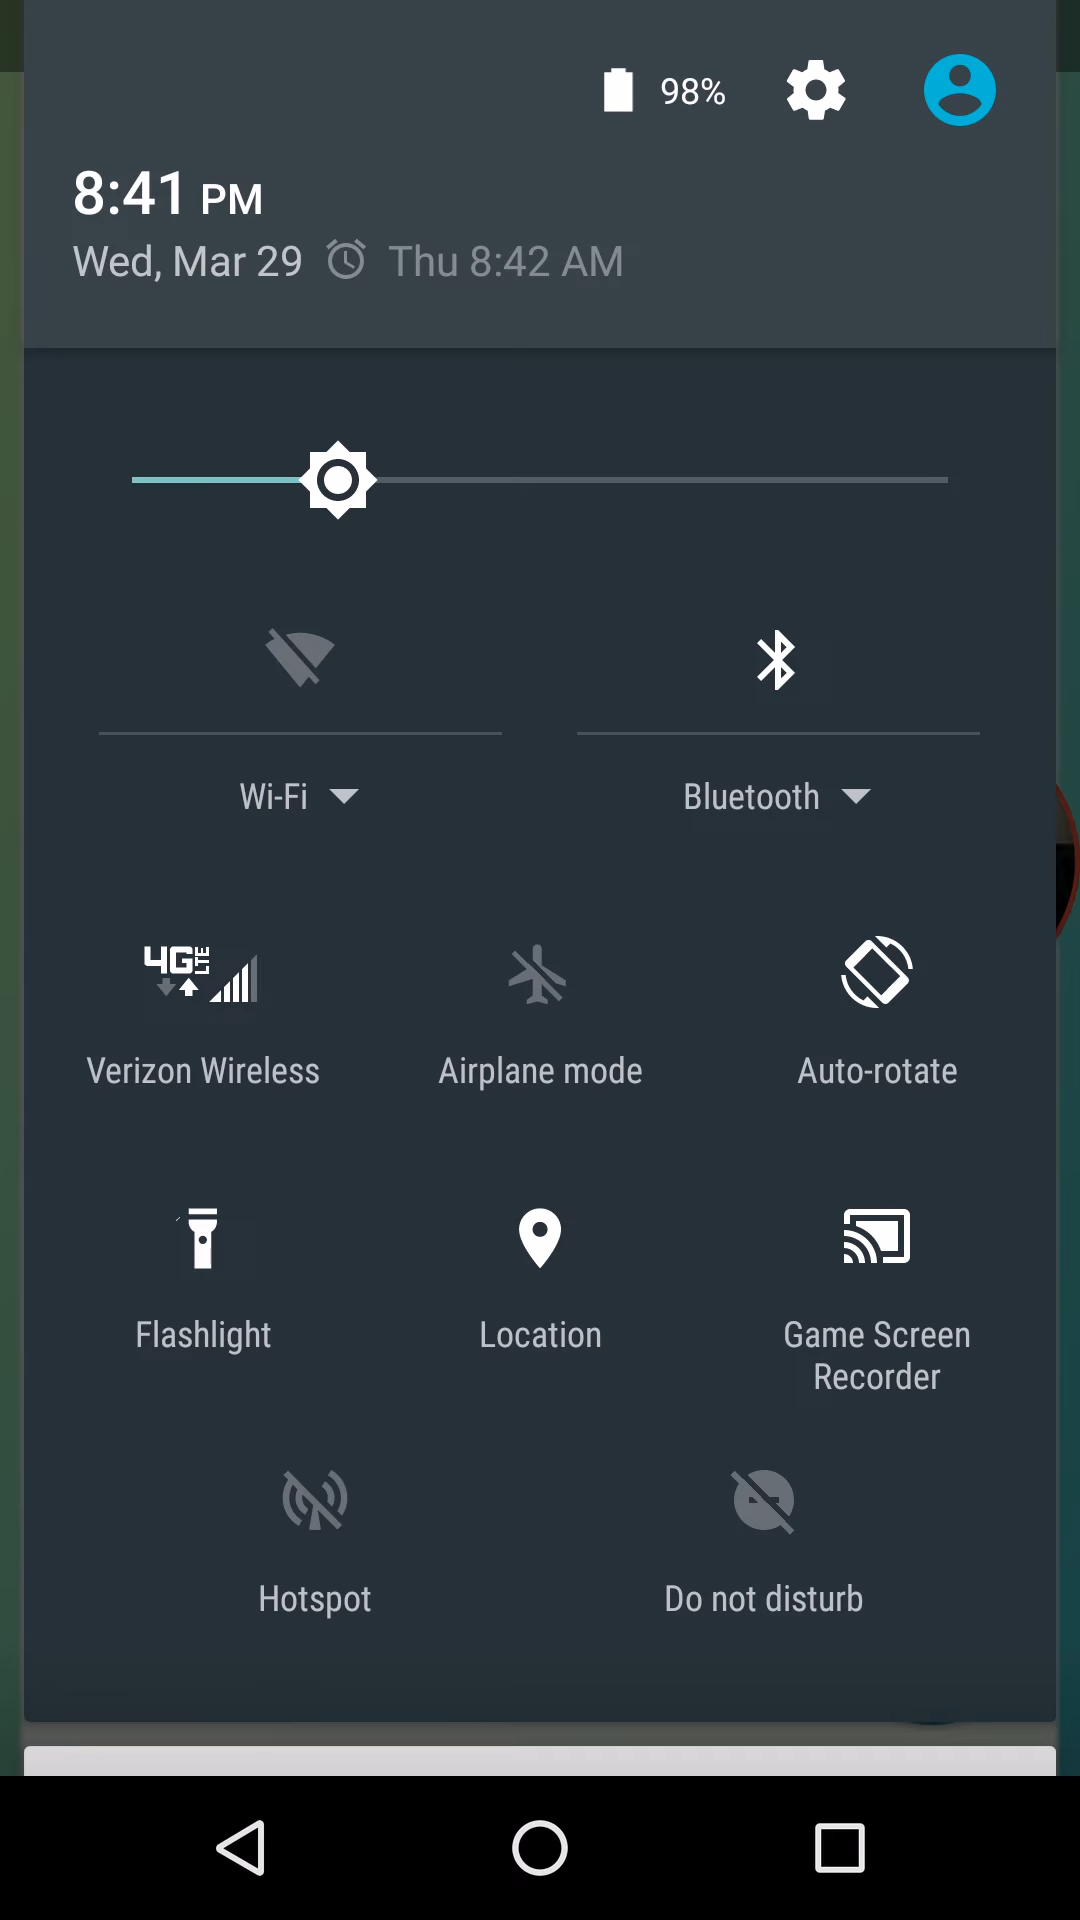 98%
8:41 PM
Wed, Mar 29 Thu 8:42 AM
Wi-Fi Bluetooth
4G LTE
Verizon Wireless Airplane mode Auto-rotate
Flashlight Location Game Screen
Recorder
Hotspot Do not disturb